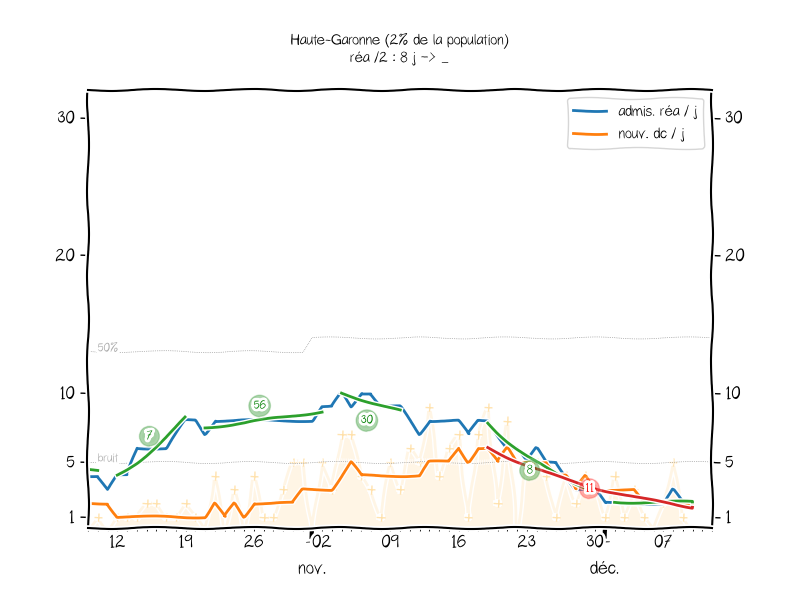 Haute-Garonne (2% de la population)
réa /2 : 8 j -> _
admis. réa / j
nouv. dc / j
30
30
20
20
50%
10
10
56
7
30
bruit
5
5
8
11
1
1
12 19 26 02 09 16 23 30 07
nov. déc.